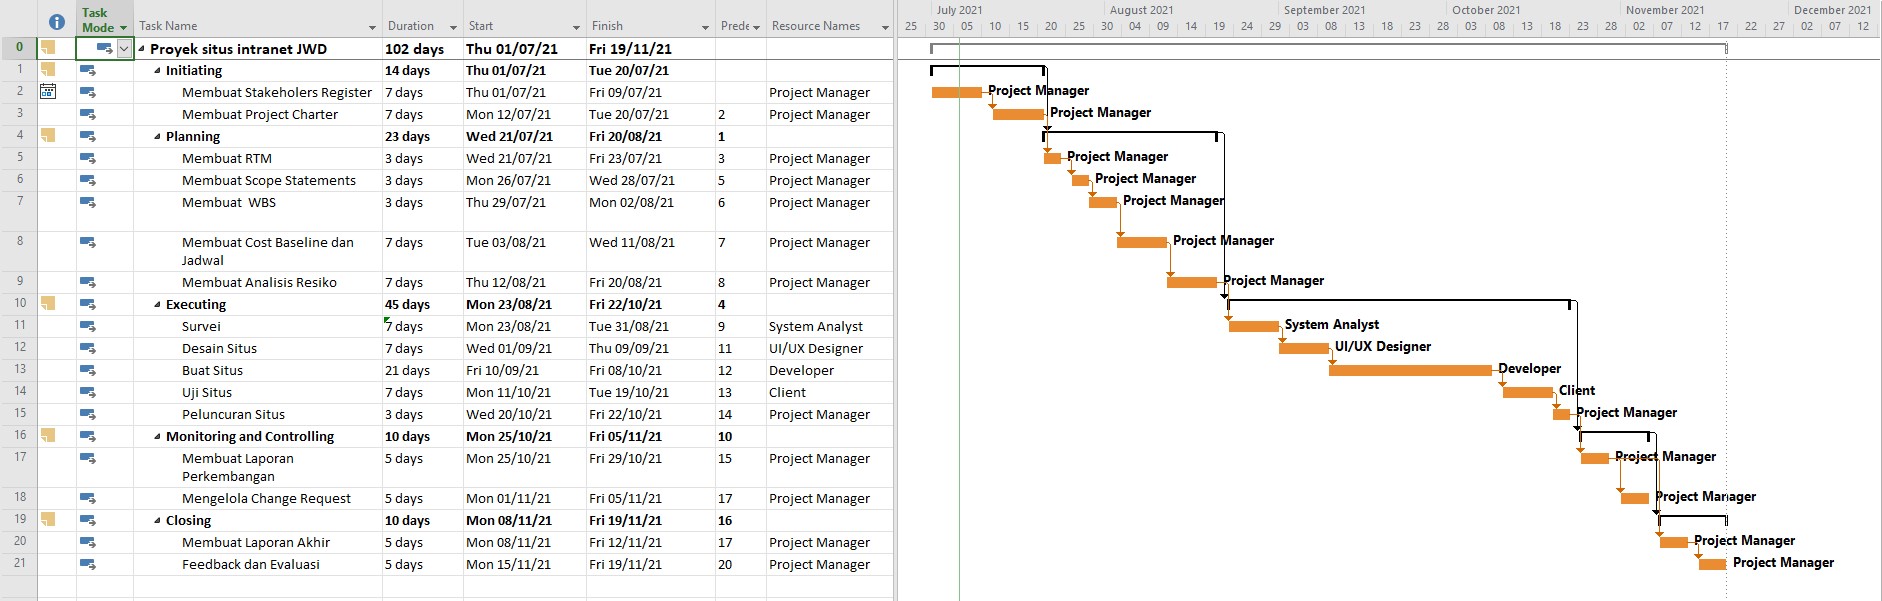 Task Mode Task Name Duration Start Finish Prede Resource Names
0 Proyek situs intranet JWD 102 days Thu 01/07/21 Fri 19/11/21
1 Initiating 14 days Thu 01/07/21 Tue 20/07/21
2 Membuat Stakeholers Register 7 days Thu 01/07/21 Fri 09/07/21 Project Manager
3 Membuat Project Charter 7 days Mon 12/07/21 Tue 20/07/21 2 Project Manager
4 Planning 23 days Wed 21/07/21 Fri 20/08/21 1
5 Membuat RTM 3 days Wed 21/07/21 Fri 23/07/21 3 Project Manager
6 Membuat Scope Statements 3 days Mon 26/07/21 Wed 28/07/21 5 Project Manager
7 Membuat WBS 3 days Thu 29/07/21 Mon 02/08/21 6 Project Manager
8 Membuat Cost Baseline dan Jadwal 7 days Tue 03/08/21 Wed 11/08/21 7 Project Manager
9 Membuat Analisis Resiko 7 days Thu 12/08/21 Fri 20/08/21 8 Project Manager
10 Executing 45 days Mon 23/08/21 Fri 22/10/21 4
11 Survei 7 days Mon 23/08/21 Tue 31/08/21 9 System Analyst
12 Desain Situs 7 days Wed 01/09/21 Thu 09/09/21 11 UI/UX Designer
13 Buat Situs 21 days Fri 10/09/21 Fri 08/10/21 12 Developer
14 Uji Situs 7 days Mon 11/10/21 Tue 19/10/21 13 Client
15 Peluncuran Situs 3 days Wed 20/10/21 Fri 22/10/21 14 Project Manager
16 Monitoring and Controlling 10 days Mon 25/10/21 Fri 05/11/21 10
17 Membuat Laporan Perkembangan 5 days Mon 25/10/21 Fri 29/10/21 15 Project Manager
18 Mengelola Change Request 5 days Mon 01/11/21 Fri 05/11/21 17 Project Manager
19 Closing 10 days Mon 08/11/21 Fri 19/11/21 16
20 Membuat Laporan Akhir 5 days Mon 08/11/21 Fri 12/11/21 17 Project Manager
21 Feedback dan Evaluasi 5 days Mon 15/11/21 Fri 19/11/21 20 Project Manager
July 2021 August 2021 September 2021 October 2021 November 2021 December 2021
25 30 05 10 15 20 25 30 04 09 14 19 24 29 03 08 13 18 23 28 03 08 13 18 23 28 02 07 12 17 22 27 02 07 12
Project Manager
Project Manager
Project Manager
Project Manager
Project Manager
Project Manager
Project Manager
System Analyst
UI/UX Designer
Developer
Client
Project Manager
Project Manager
Project Manager
Project Manager
Project Manager